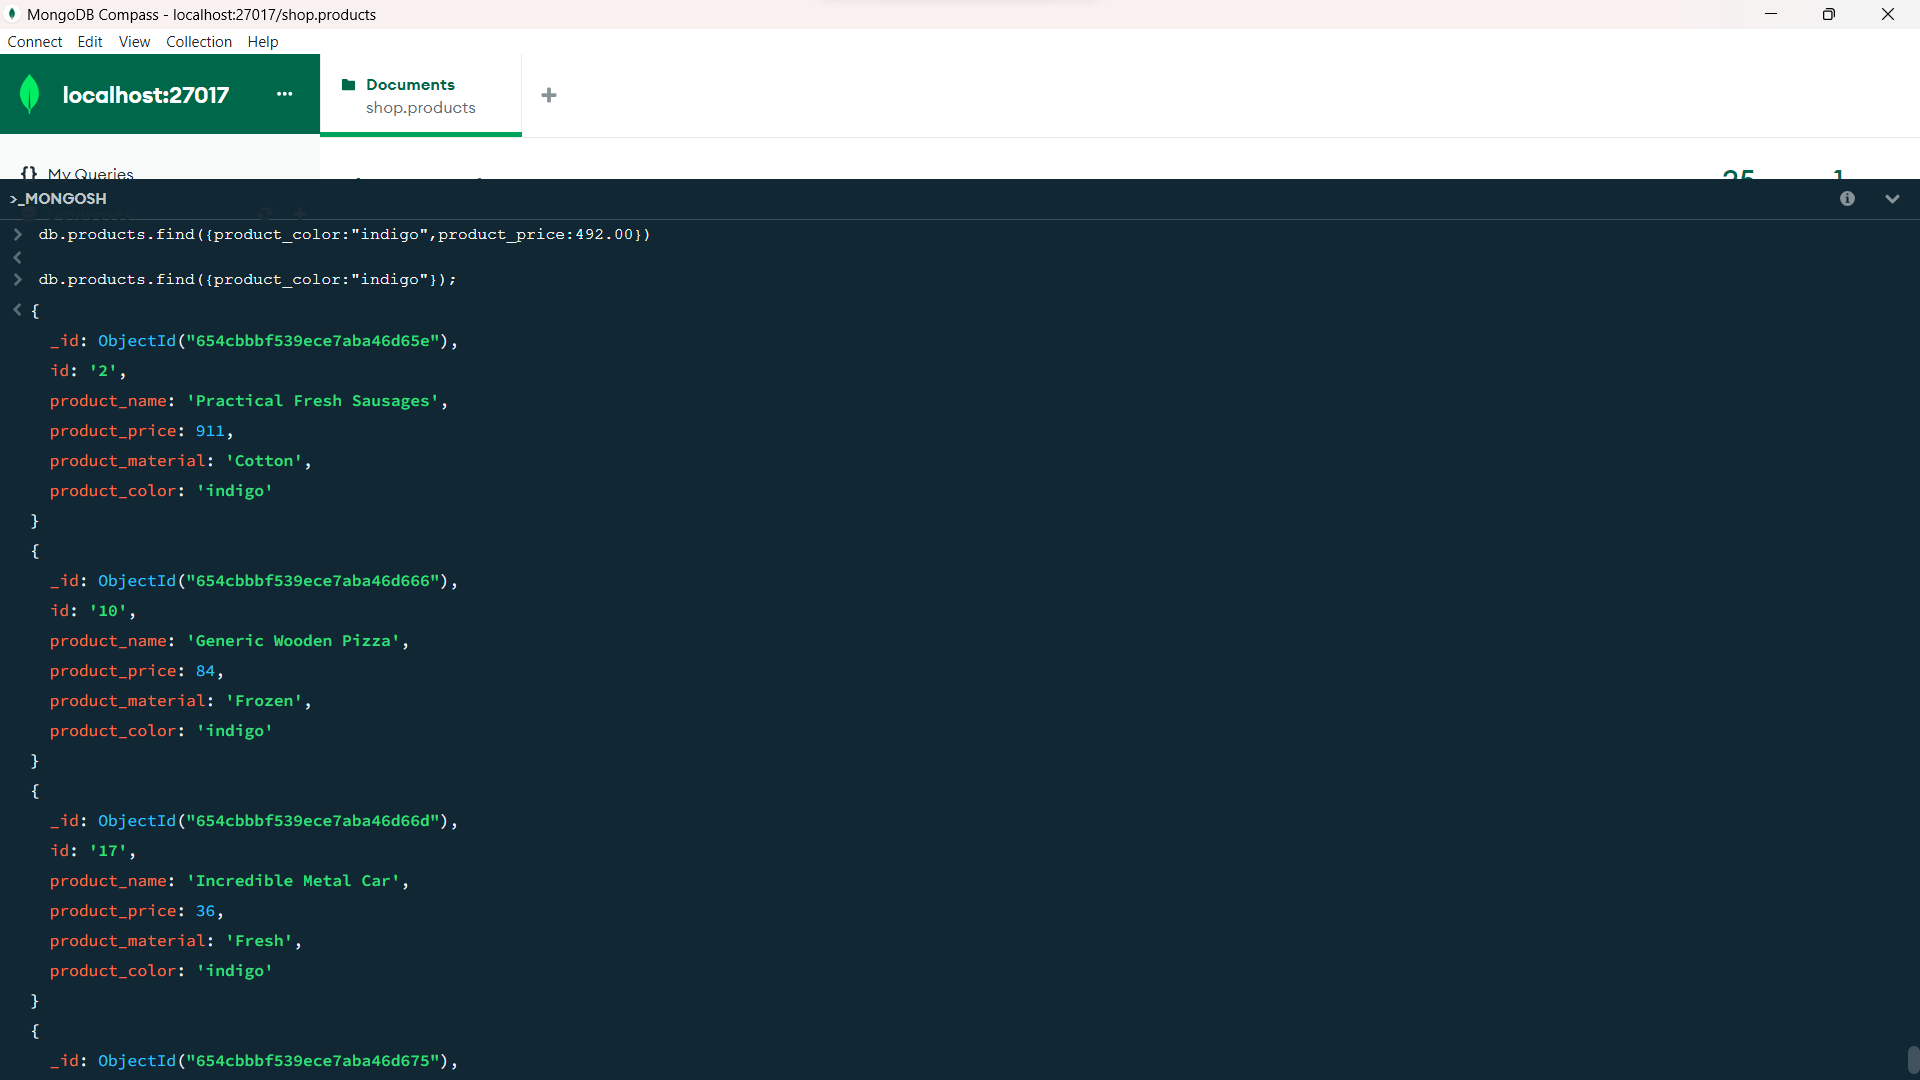 MongoDB Compass - localhost:27017/shop.products
Connect Edit View Collection Help
localhost:27017 ...
Documents
shop.products
{} My Queries
25 1
>_MONGOSH
> db.products.find({product_color:"indigo",product_price:492.00})
<
> db.products.find({product_color:"indigo"});
< {
_id: ObjectId("654cbbbf539ece7aba46d65e"),
id: '2',
product_name: 'Practical Fresh Sausages',
product_price: 911,
product_material: 'Cotton',
product_color: 'indigo'
}
{
_id: ObjectId("654cbbbf539ece7aba46d666"),
id: '10',
product_name: 'Generic Wooden Pizza',
product_price: 84,
product_material: 'Frozen',
product_color: 'indigo'
}
{
_id: ObjectId("654cbbbf539ece7aba46d66d"),
id: '17',
product_name: 'Incredible Metal Car',
product_price: 36,
product_material: 'Fresh',
product_color: 'indigo'
}
{
_id: ObjectId("654cbbbf539ece7aba46d675"),